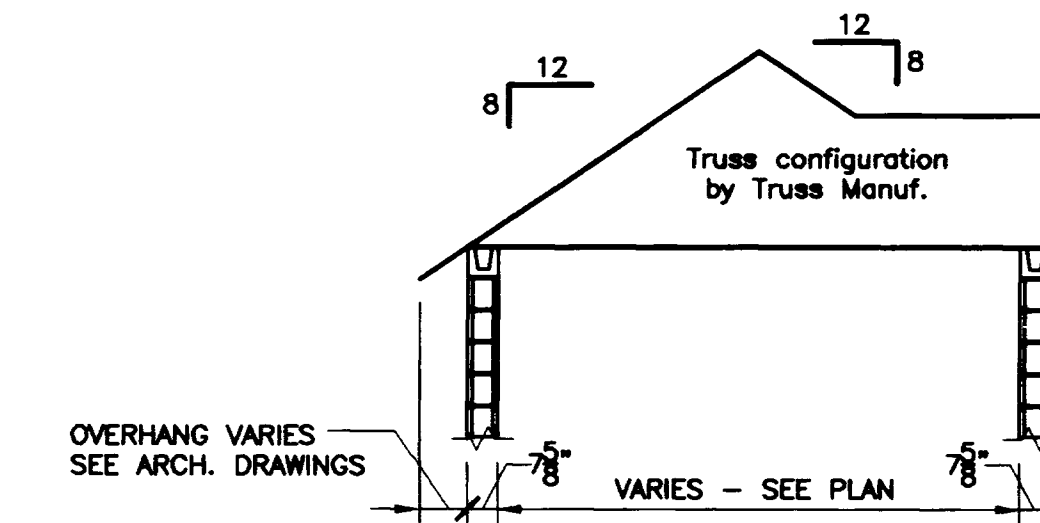 12
8
12
8
Truss configuration
by Truss Manuf.
OVERHANG VARIES
SEE ARCH. DRAWINGS
7 5/8"
VARIES - SEE PLAN
7 5/8"